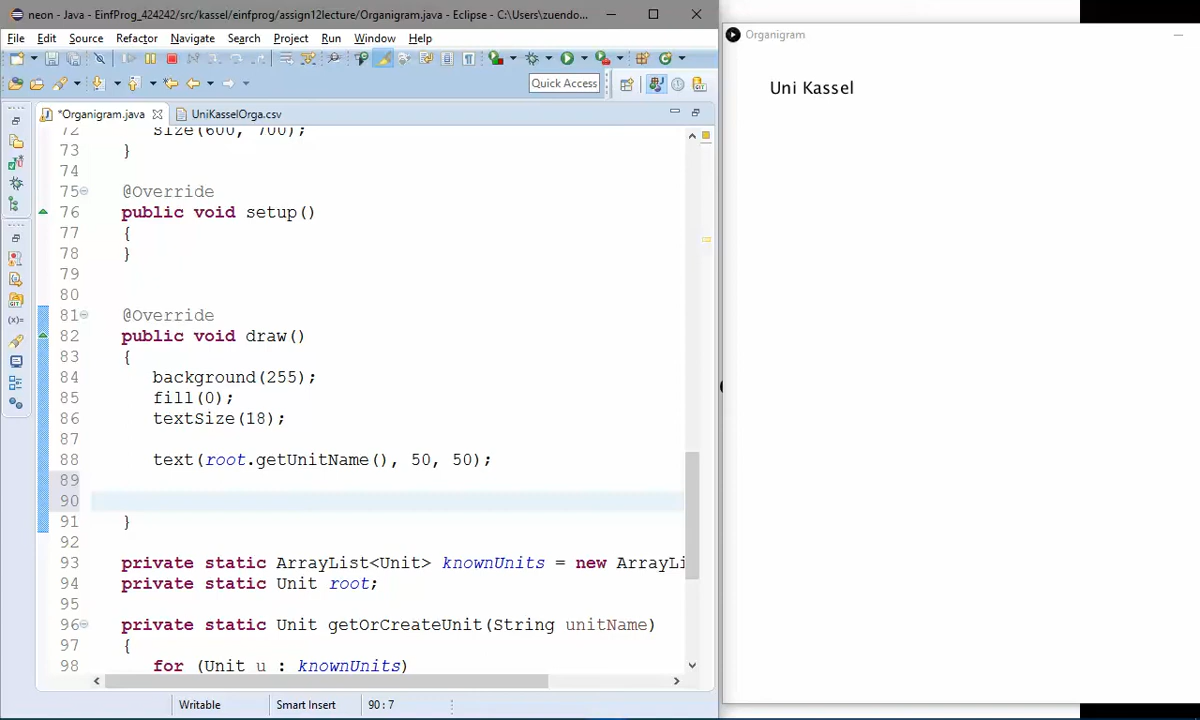 neon - Java - EinfProg_424242/src/kassel/einfprog/assign12lecture/Organigram.java - Eclipse - C:\Users\zuendo...
File Edit Source Refactor Navigate Search Project Run Window Help
Quick Access
*Organigram.java UniKasselOrga.csv
72 size(600, 700);
73 }
74
75 @Override
76 public void setup()
77 {
78 }
79
80
81 @Override
82 public void draw()
83 {
84 background(255);
85 fill(0);
86 textSize(18);
87
88 text(root.getUnitName(), 50, 50);
89
90
91 }
92
93 private static ArrayList<Unit> knownUnits = new ArrayLi
94 private static Unit root;
95
96 private static Unit getOrCreateUnit(String unitName)
97 {
98 for (Unit u : knownUnits)
Writable Smart Insert 90 : 7
Organigram
Uni Kassel